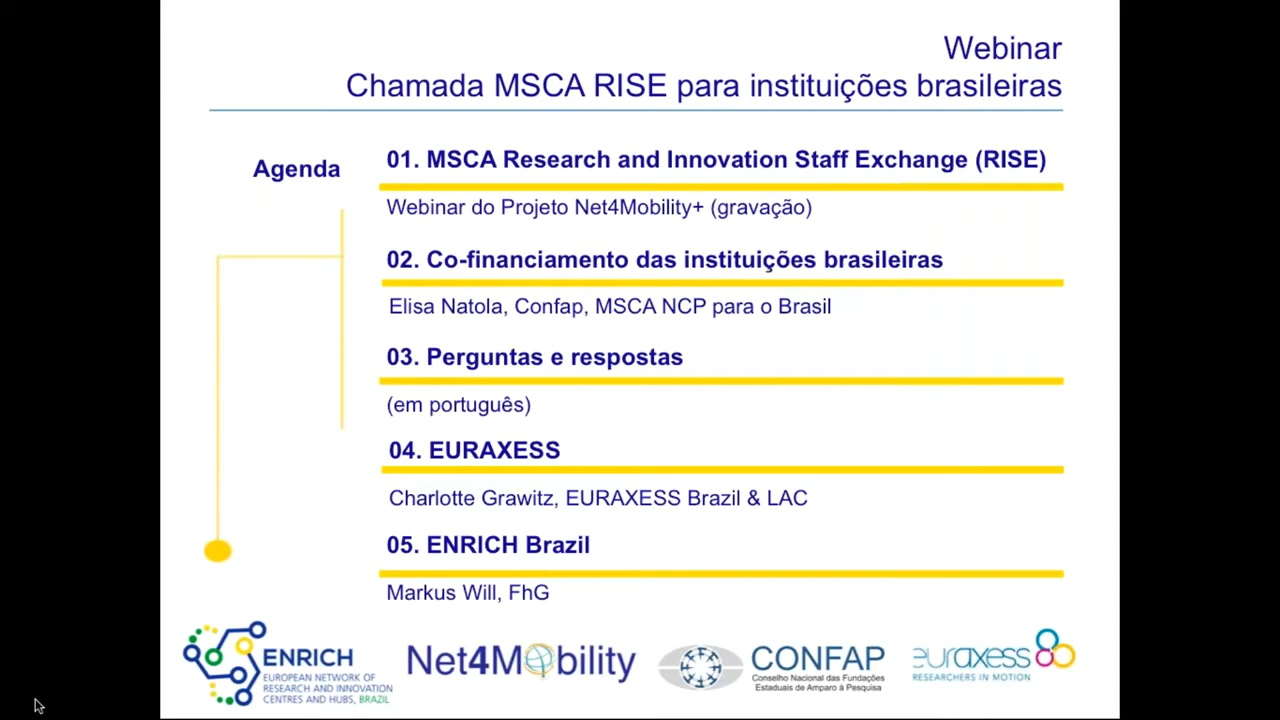 Webinar
Chamada MSCA RISE para instituições brasileiras
Agenda
01. MSCA Research and Innovation Staff Exchange (RISE)
Webinar do Projeto Net4Mobility+ (gravação)
02. Co-financiamento das instituições brasileiras
Elisa Natola, Confap, MSCA NCP para o Brasil
03. Perguntas e respostas
(em português)
04. EURAXESS
Charlotte Grawitz, EURAXESS Brazil & LAC
05. ENRICH Brazil
Markus Will, FhG
ENRICH
EUROPEAN NETWORK OF
RESEARCH AND INNOVATION
CENTRES AND HUBS, BRAZIL
Net4Mobility
CONFAP
Conselho Nacional das Fundações
Estaduais de Amparo à Pesquisa
euraxess
RESEARCHERS IN MOTION